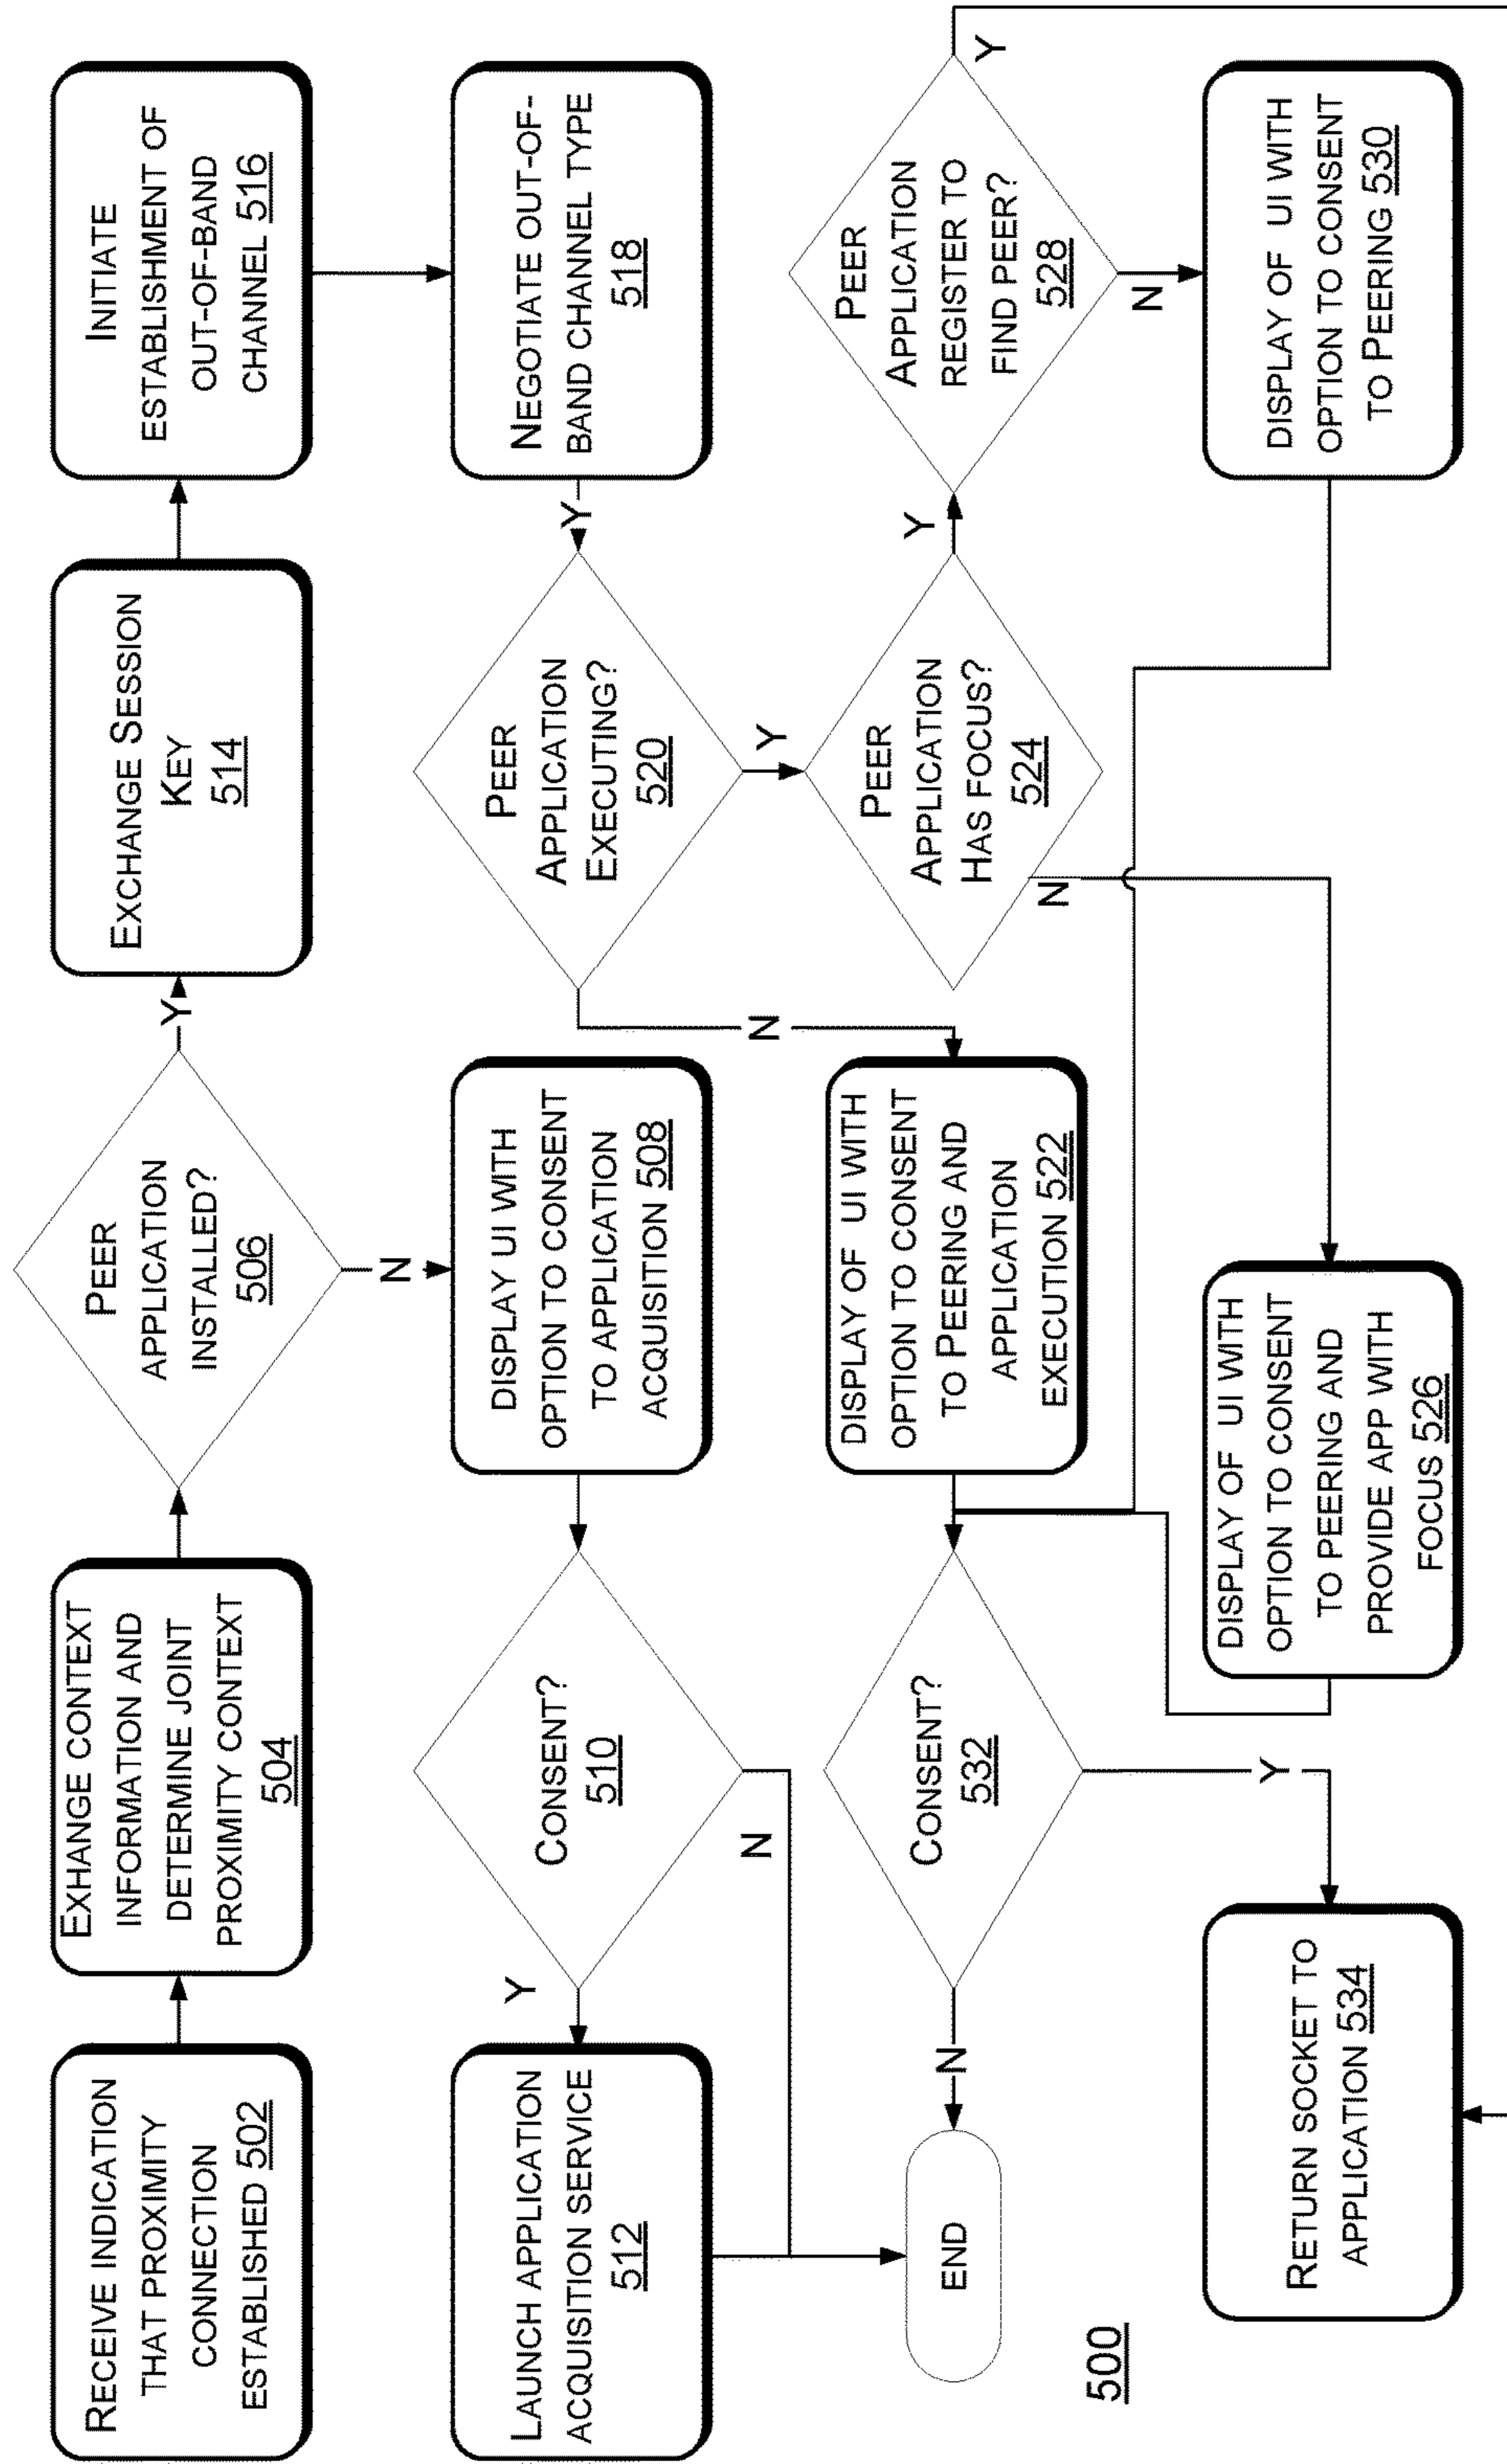 RECEIVE INDICATION
THAT PROXIMITY
CONNECTION
ESTABLISHED 502
EXHANGE CONTEXT
INFORMATION AND
DETERMINE JOINT
PROXIMITY CONTEXT
504
PEER
APPLICATION
INSTALLED?
506
Y
N
EXCHANGE SESSION
KEY
514
INITIATE
ESTABLISHMENT OF
OUT-OF-BAND
CHANNEL 516
LAUNCH APPLICATION
ACQUISITION SERVICE
512
Y
CONSENT?
510
N
DISPLAY UI WITH
OPTION TO CONSENT
TO APPLICATION
ACQUISITION 508
PEER
APPLICATION
EXECUTING?
520
Y
N
Y
NEGOTIATE OUT-OF-
BAND CHANNEL TYPE
518
END
N
CONSENT?
532
Y
DISPLAY OF UI WITH
OPTION TO CONSENT
TO PEERING AND
APPLICATION
EXECUTION 522
PEER
APPLICATION
HAS FOCUS?
524
N
Y
PEER
APPLICATION
REGISTER TO
FIND PEER?
528
Y
N
500
RETURN SOCKET TO
APPLICATION 534
DISPLAY OF UI WITH
OPTION TO CONSENT
TO PEERING AND
PROVIDE APP WITH
FOCUS 526
DISPLAY OF UI WITH
OPTION TO CONSENT
TO PEERING 530